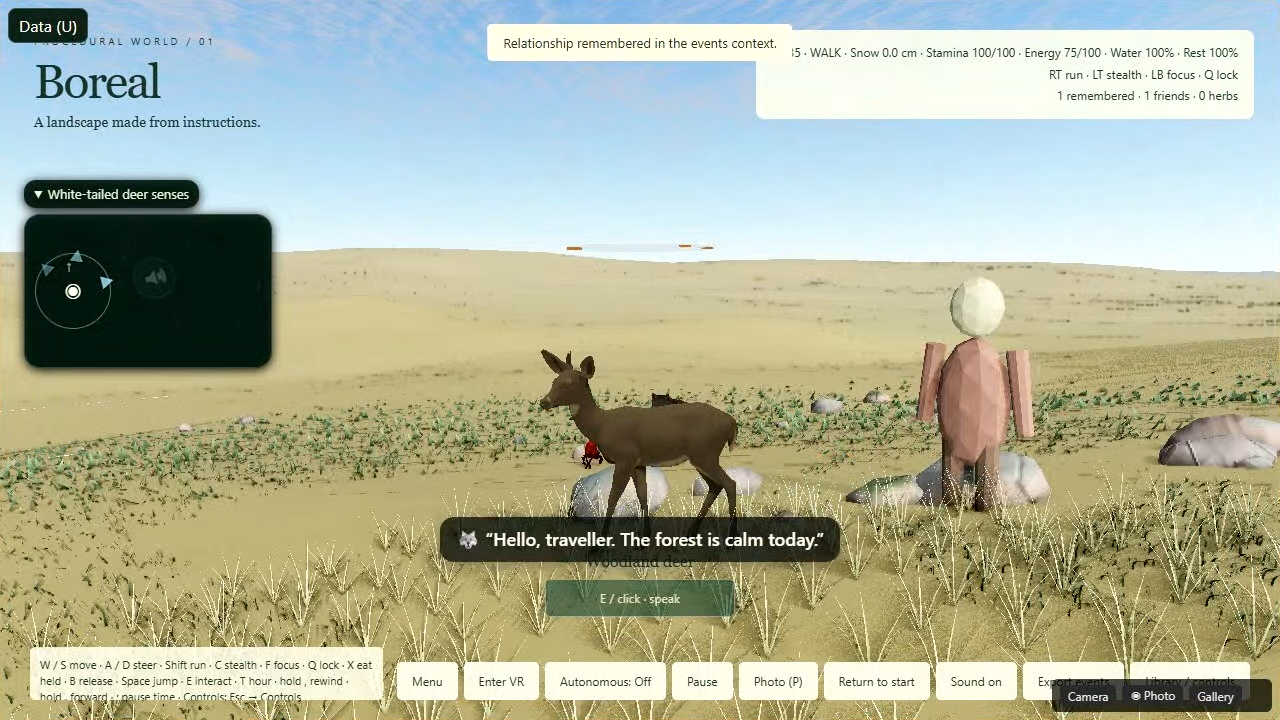 Data (U)
PROCEDURAL WORLD / 01
Boreal
A landscape made from instructions.
Relationship remembered in the events context.
35 · WALK · Snow 0.0 cm · Stamina 100/100 · Energy 75/100 · Water 100% · Rest 100%
RT run · LT stealth · LB focus · Q lock
1 remembered · 1 friends · 0 herbs
▼ White-tailed deer senses
“Hello, traveller. The forest is calm today.”
Woodland deer
E / click · speak
W / S move · A / D steer · Shift run · C stealth · F focus · Q lock · X eat
held · B release · Space jump · E interact · T hour · hold , rewind ·
hold . forward · ; pause time · Controls: Esc → Controls
Menu
Enter VR
Autonomous: Off
Pause
Photo (P)
Return to start
Sound on
Export events
Library / controls
Camera
◉ Photo
Gallery